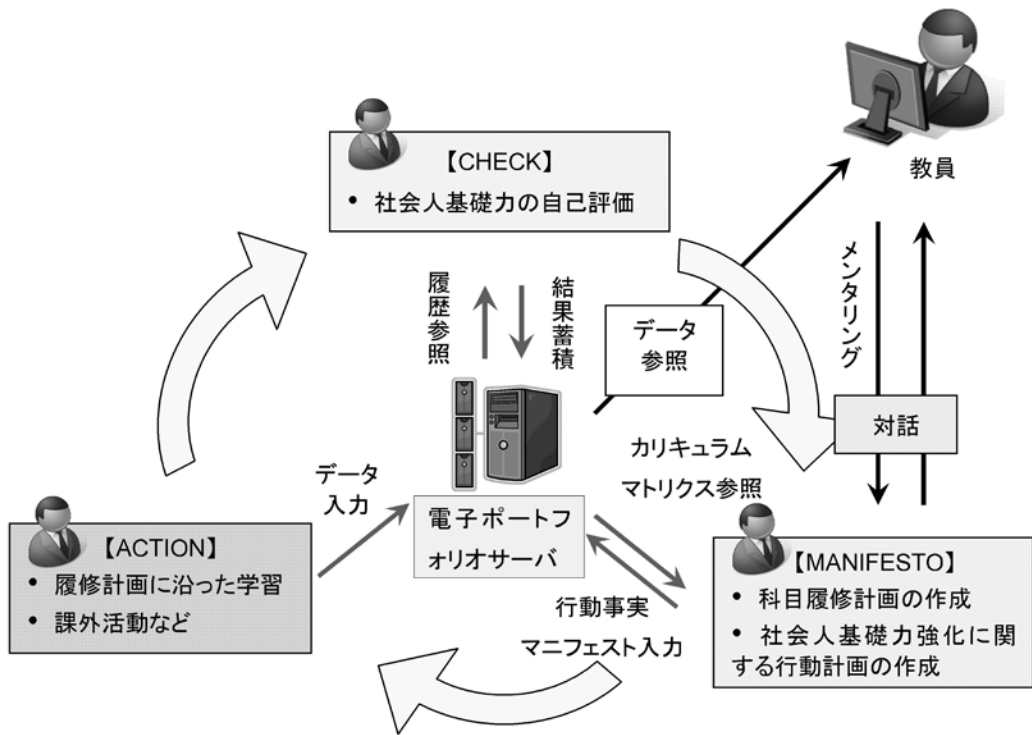 教員
【CHECK】
• 社会人基礎力の自己評価
履歴参照
結果蓄積
データ
参照
メンタリング
対話
カリキュラム
マトリクス参照
データ
入力
電子ポートフ
ォリオサーバ
【ACTION】
• 履修計画に沿った学習
• 課外活動など
行動事実
マニフェスト入力
【MANIFESTO】
• 科目履修計画の作成
• 社会人基礎力強化に関
する行動計画の作成